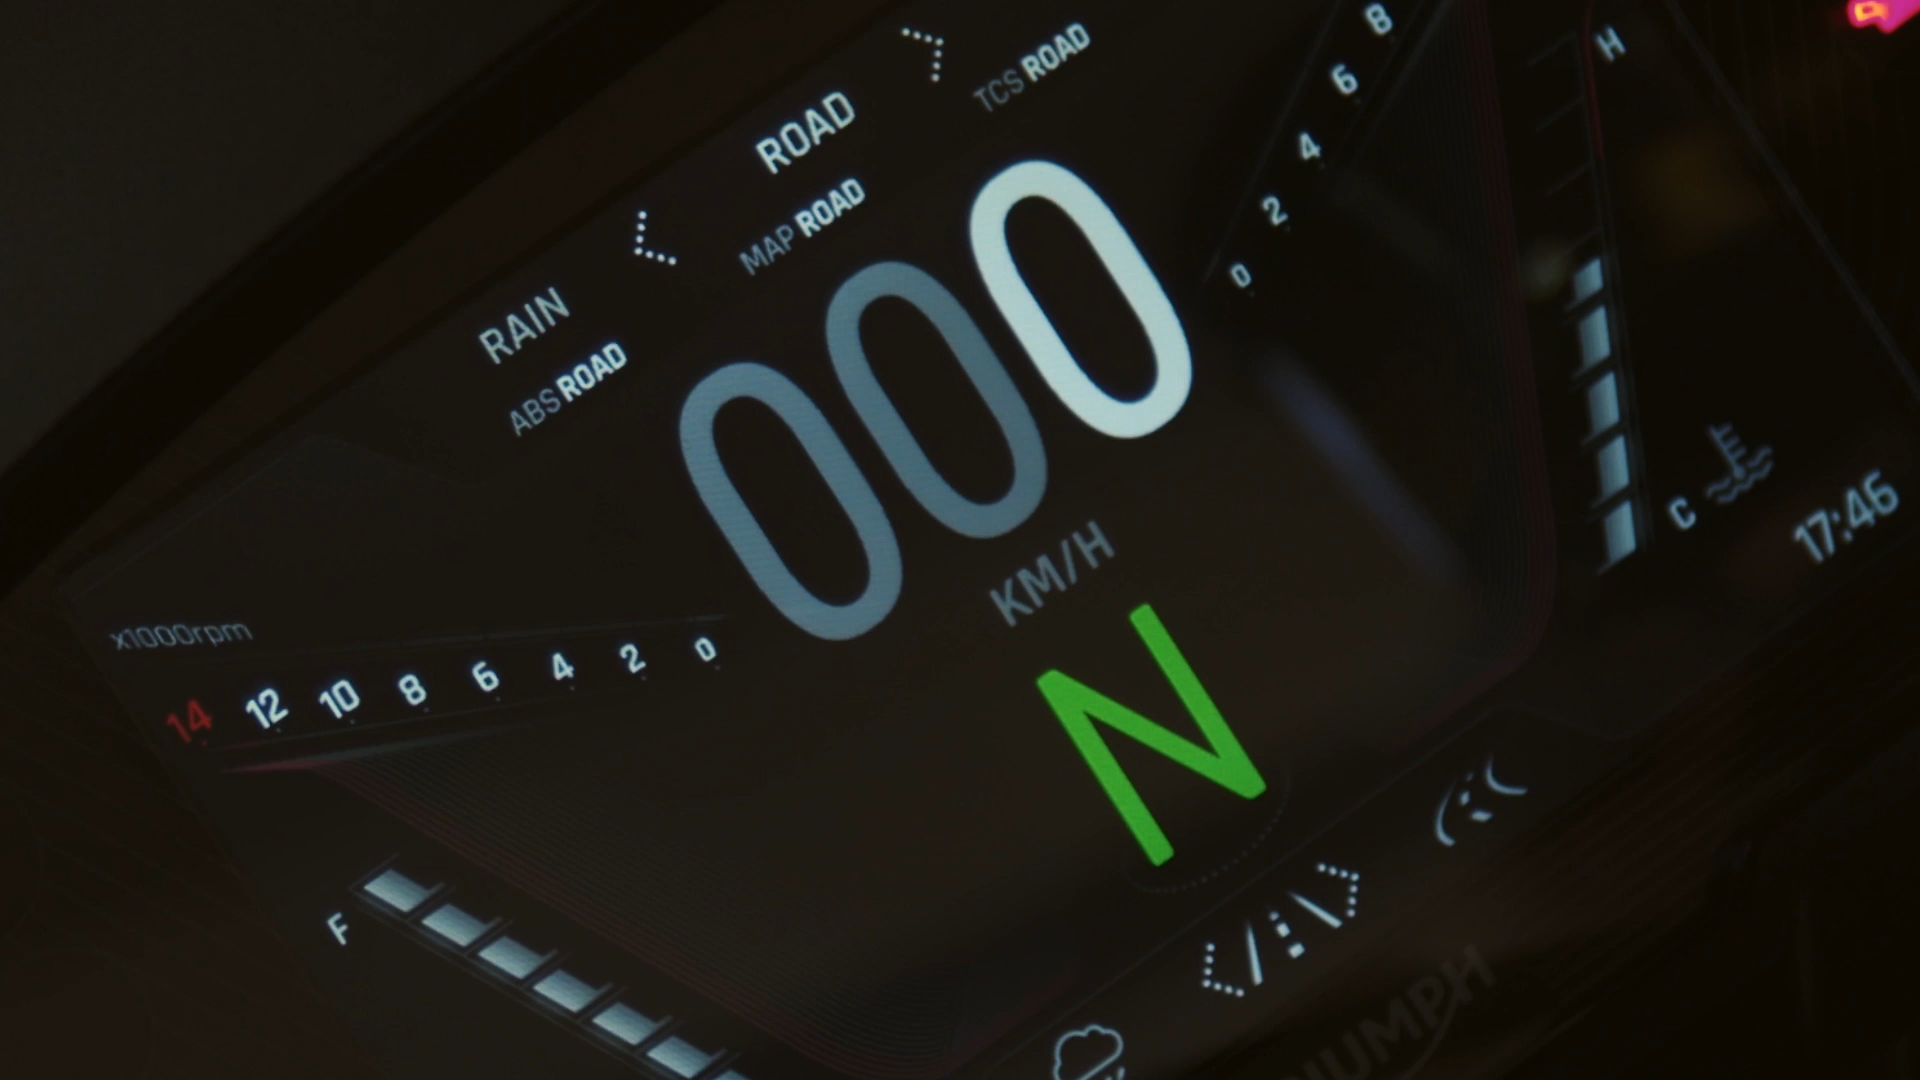 RAIN
ROAD
ABS ROAD
MAP ROAD
TCS ROAD
000
KM/H
N
x1000rpm
14 12 10 8 6 4 2 0
0 2 4 6 8
H
C
17:46
F